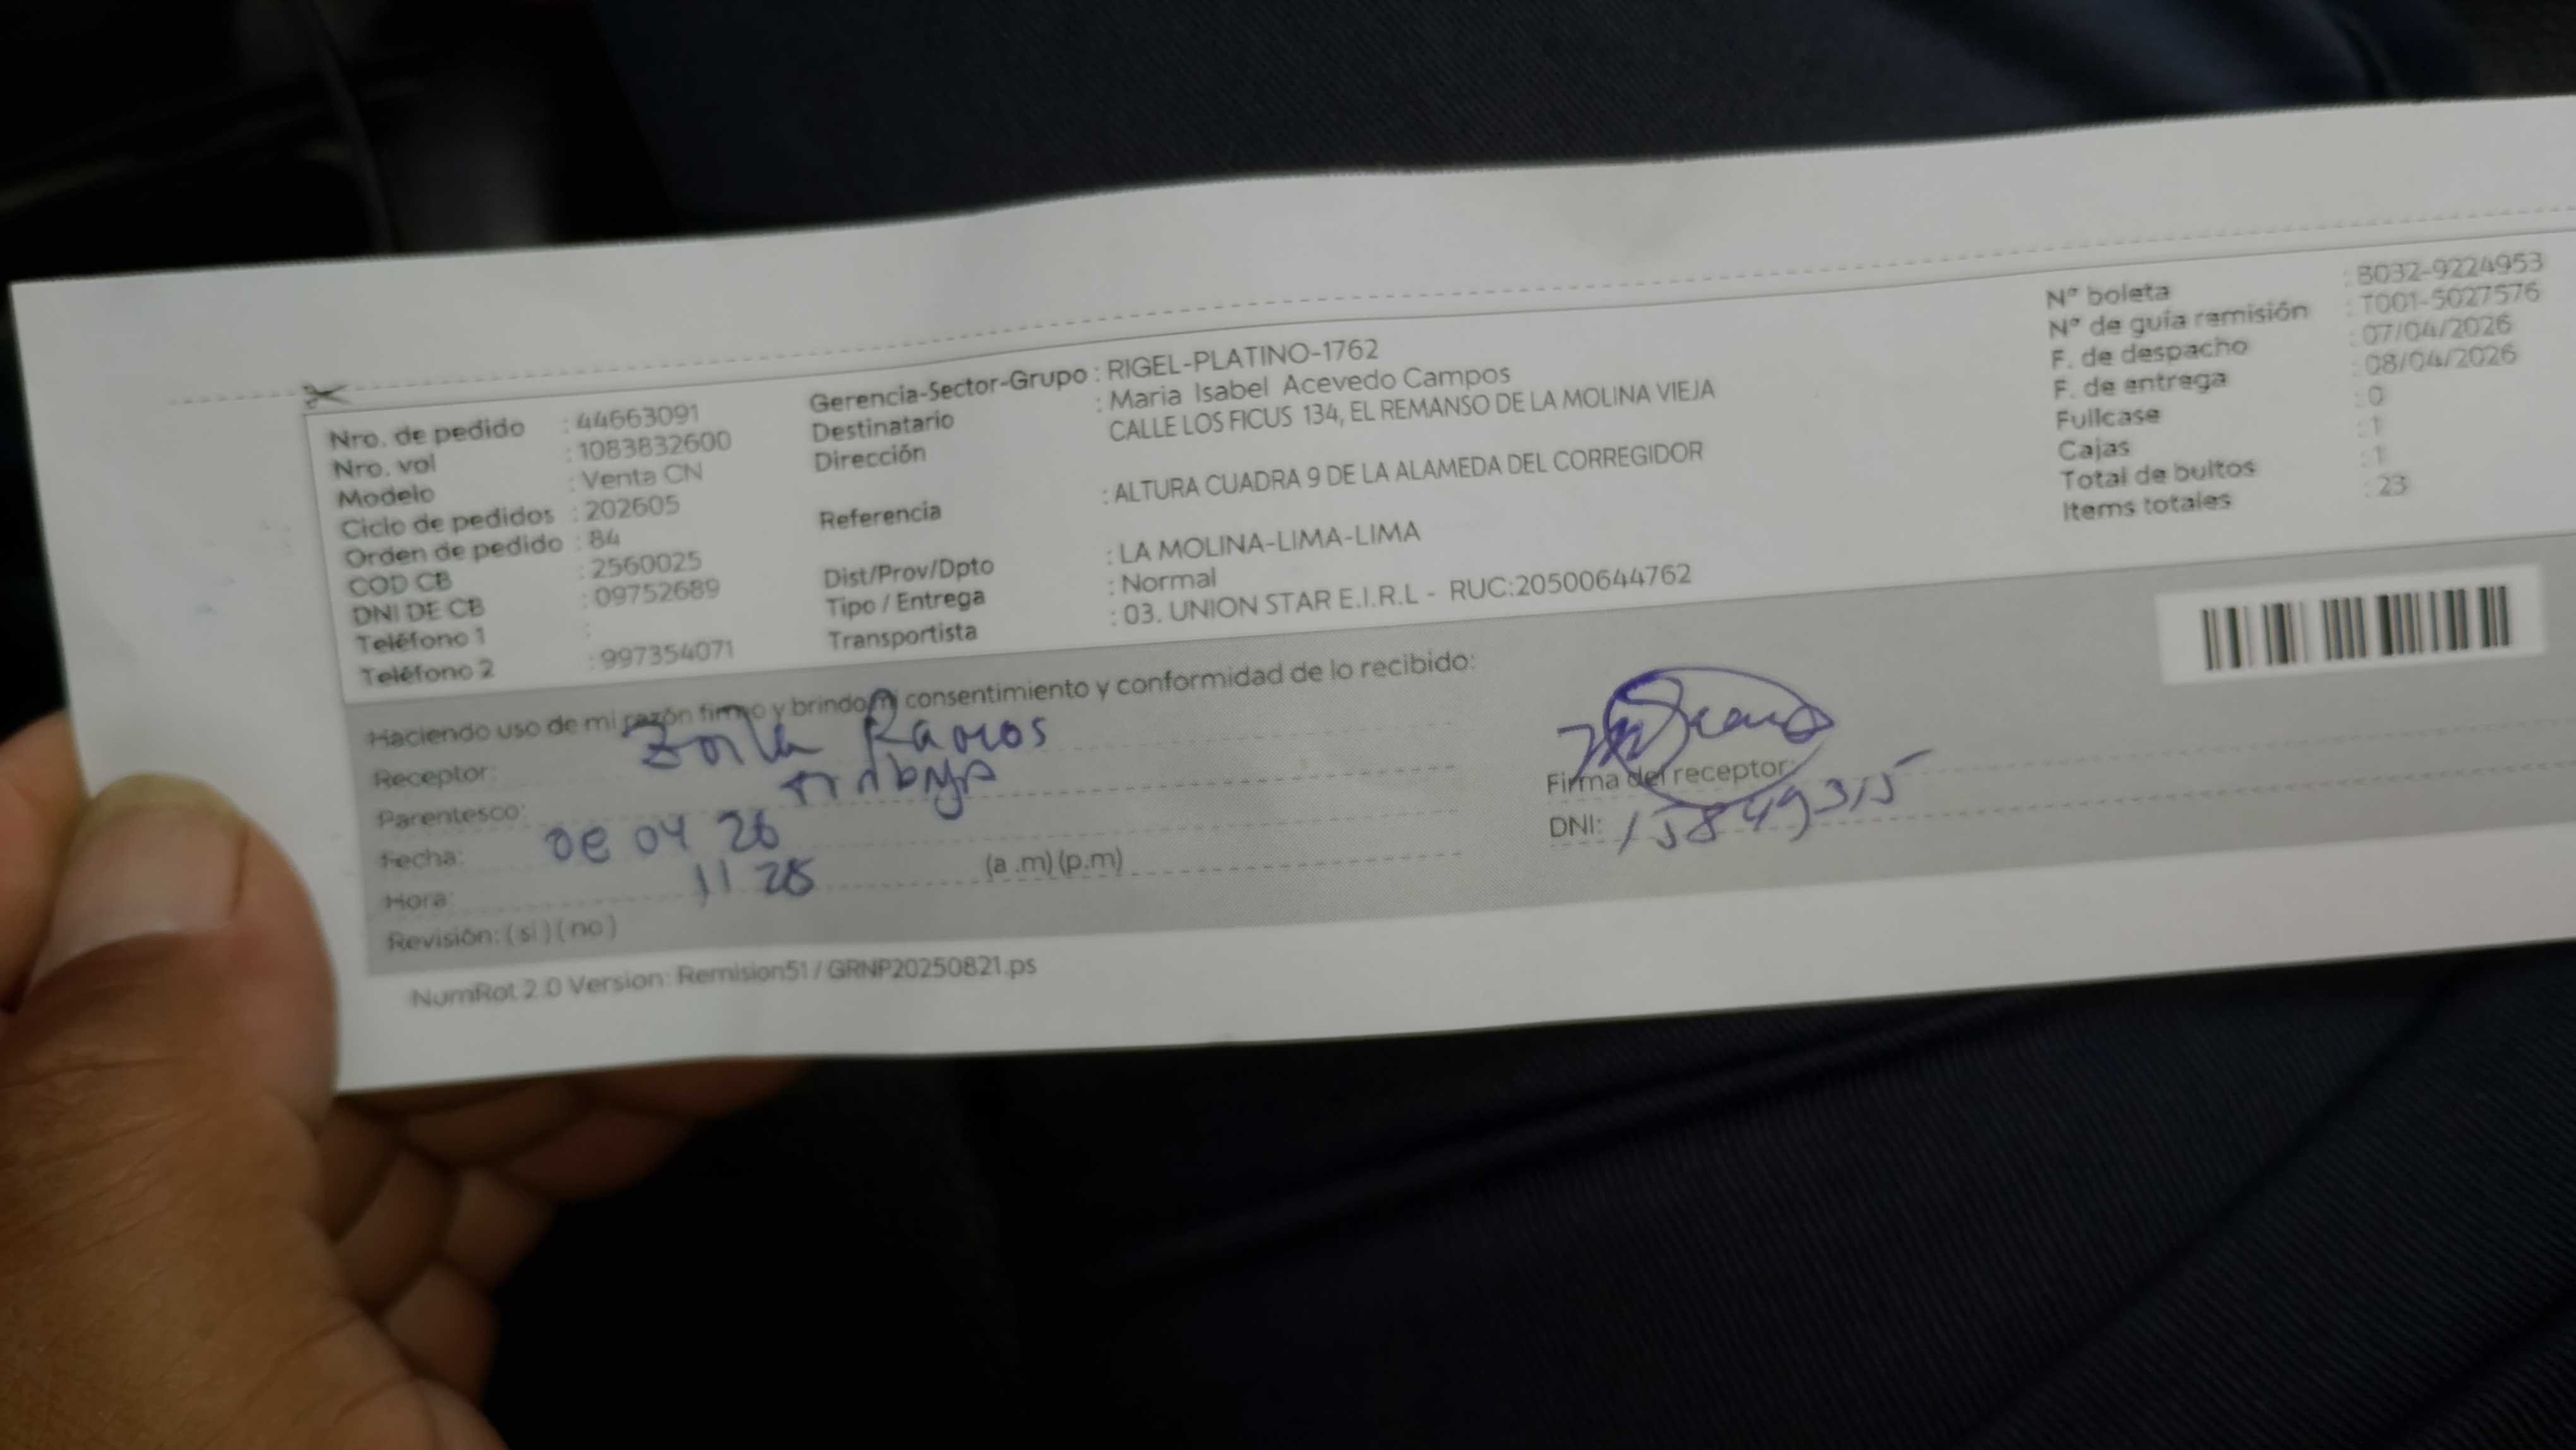 Nro. de pedido : 44663091
Nro. vol : 1083832600
Modelo : Venta CN
Ciclo de pedidos : 202605
Orden de pedido : 84
COD CB : 2560025
DNI DE CB : 09752689
Teléfono 1 :
Teléfono 2 : 997354071
Gerencia-Sector-Grupo : RIGEL-PLATINO-1762
Destinatario : Maria Isabel Acevedo Campos
Dirección CALLE LOS FICUS 134, EL REMANSO DE LA MOLINA VIEJA
Referencia : ALTURA CUADRA 9 DE LA ALAMEDA DEL CORREGIDOR
Dist/Prov/Dpto : LA MOLINA-LIMA-LIMA
Tipo / Entrega : Normal
Transportista : 03. UNION STAR E.I.R.L - RUC:20500644762
N° boleta : B032-9224953
N° de guía remisión : T001-5027576
F. de despacho : 07/04/2026
F. de entrega : 08/04/2026
Fullcase : 0
Cajas : 1
Total de bultos : 1
Items totales : 23
Haciendo uso de mi razón firmo y brindo mi consentimiento y conformidad de lo recibido:
Receptor: Zoila Ramos
Parentesco:
Fecha: 08 04 26
Hora: 11 28 (a .m) (p.m)
Revisión: ( si ) ( no )
Firma del receptor:
DNI: 15849315
NumRot 2.0 Version: Remision51 / GRNP20250821.ps